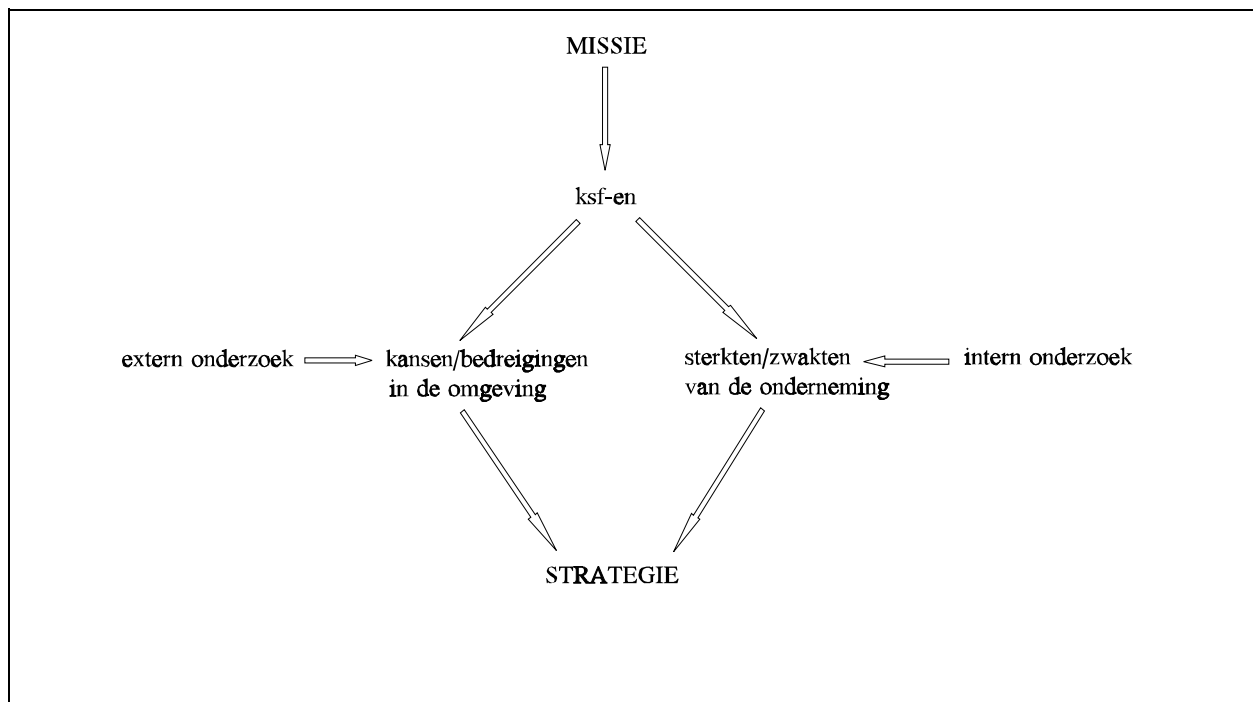 MISSIE
ksf-en
extern onderzoek
kansen/bedreigingen
in de omgeving
sterkten/zwakten
van de onderneming
intern onderzoek
STRATEGIE